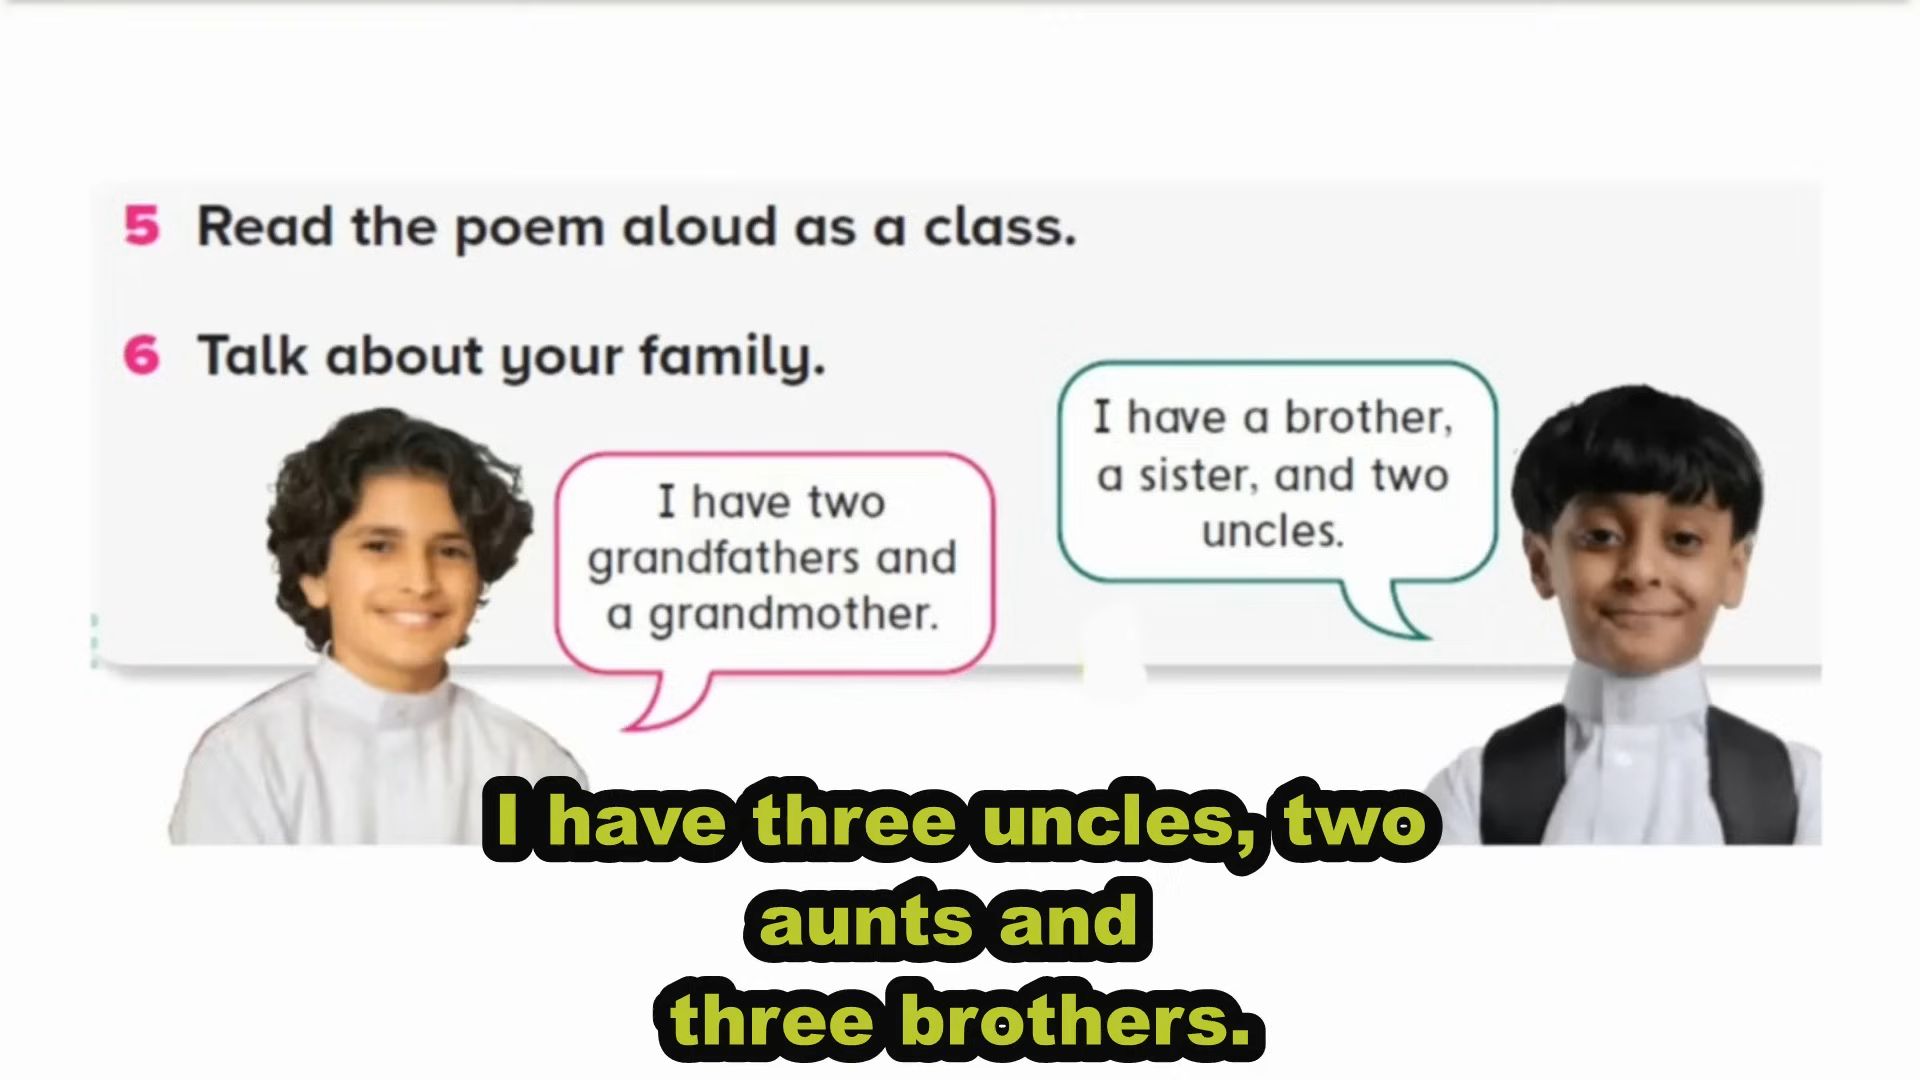 5 Read the poem aloud as a class.
6 Talk about your family.
I have two
grandfathers and
a grandmother.
I have a brother,
a sister, and two
uncles.
I have three uncles, two
aunts and
three brothers.